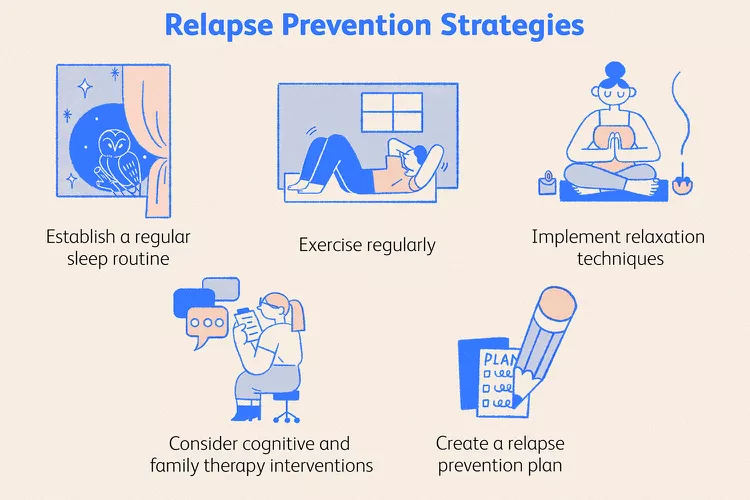 Relapse Prevention Strategies
Establish a regular
sleep routine
Exercise regularly
Implement relaxation
techniques
PLAN
Consider cognitive and
family therapy interventions
Create a relapse
prevention plan